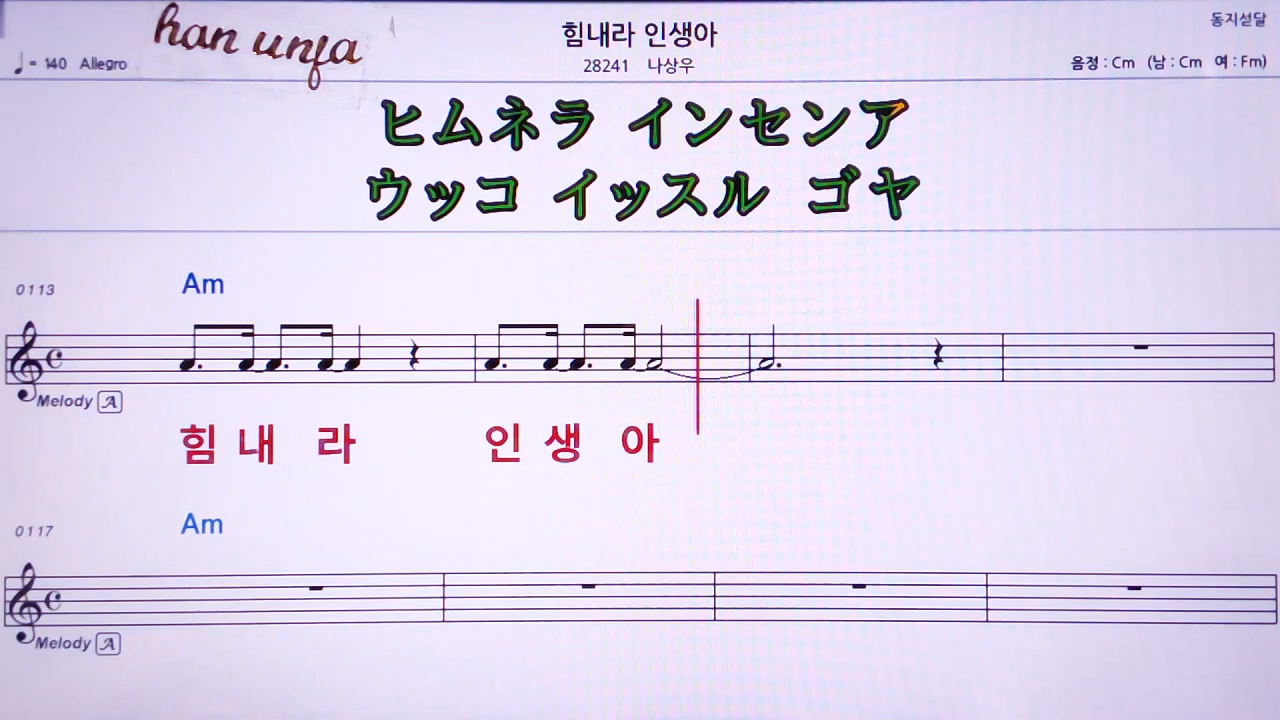 han unfa
힘내라 인생아
동지섣달
♩= 140 Allegro
28241 나상우
음정 : Cm (남 : Cm 여 : Fm)
ヒムネラ インセンア
ウッコ イッスル ゴヤ
0113
Am
Melody A
힘 내 라 인 생 아
0117
Am
Melody A